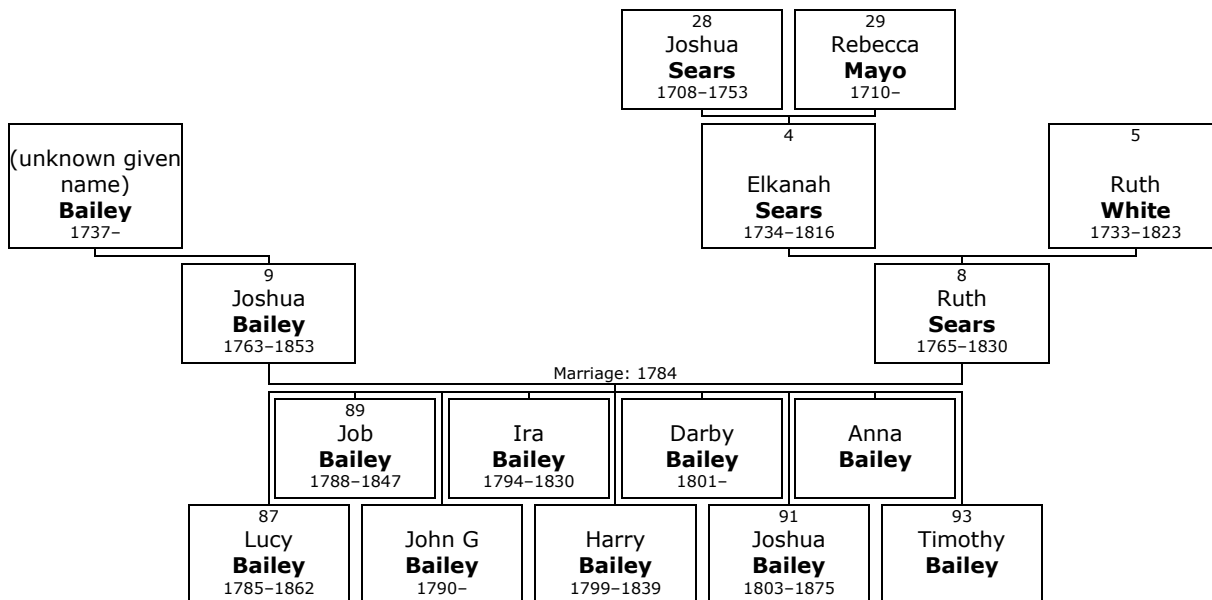 28
Joshua
Sears
1708–1753
29
Rebecca
Mayo
1710–
(unknown given
name)
Bailey
1737–
4
Elkanah
Sears
1734–1816
5
Ruth
White
1733–1823
9
Joshua
Bailey
1763–1853
8
Ruth
Sears
1765–1830
Marriage: 1784
89
Job
Bailey
1788–1847
Ira
Bailey
1794–1830
Darby
Bailey
1801–
Anna
Bailey
87
Lucy
Bailey
1785–1862
John G
Bailey
1790–
Harry
Bailey
1799–1839
91
Joshua
Bailey
1803–1875
93
Timothy
Bailey